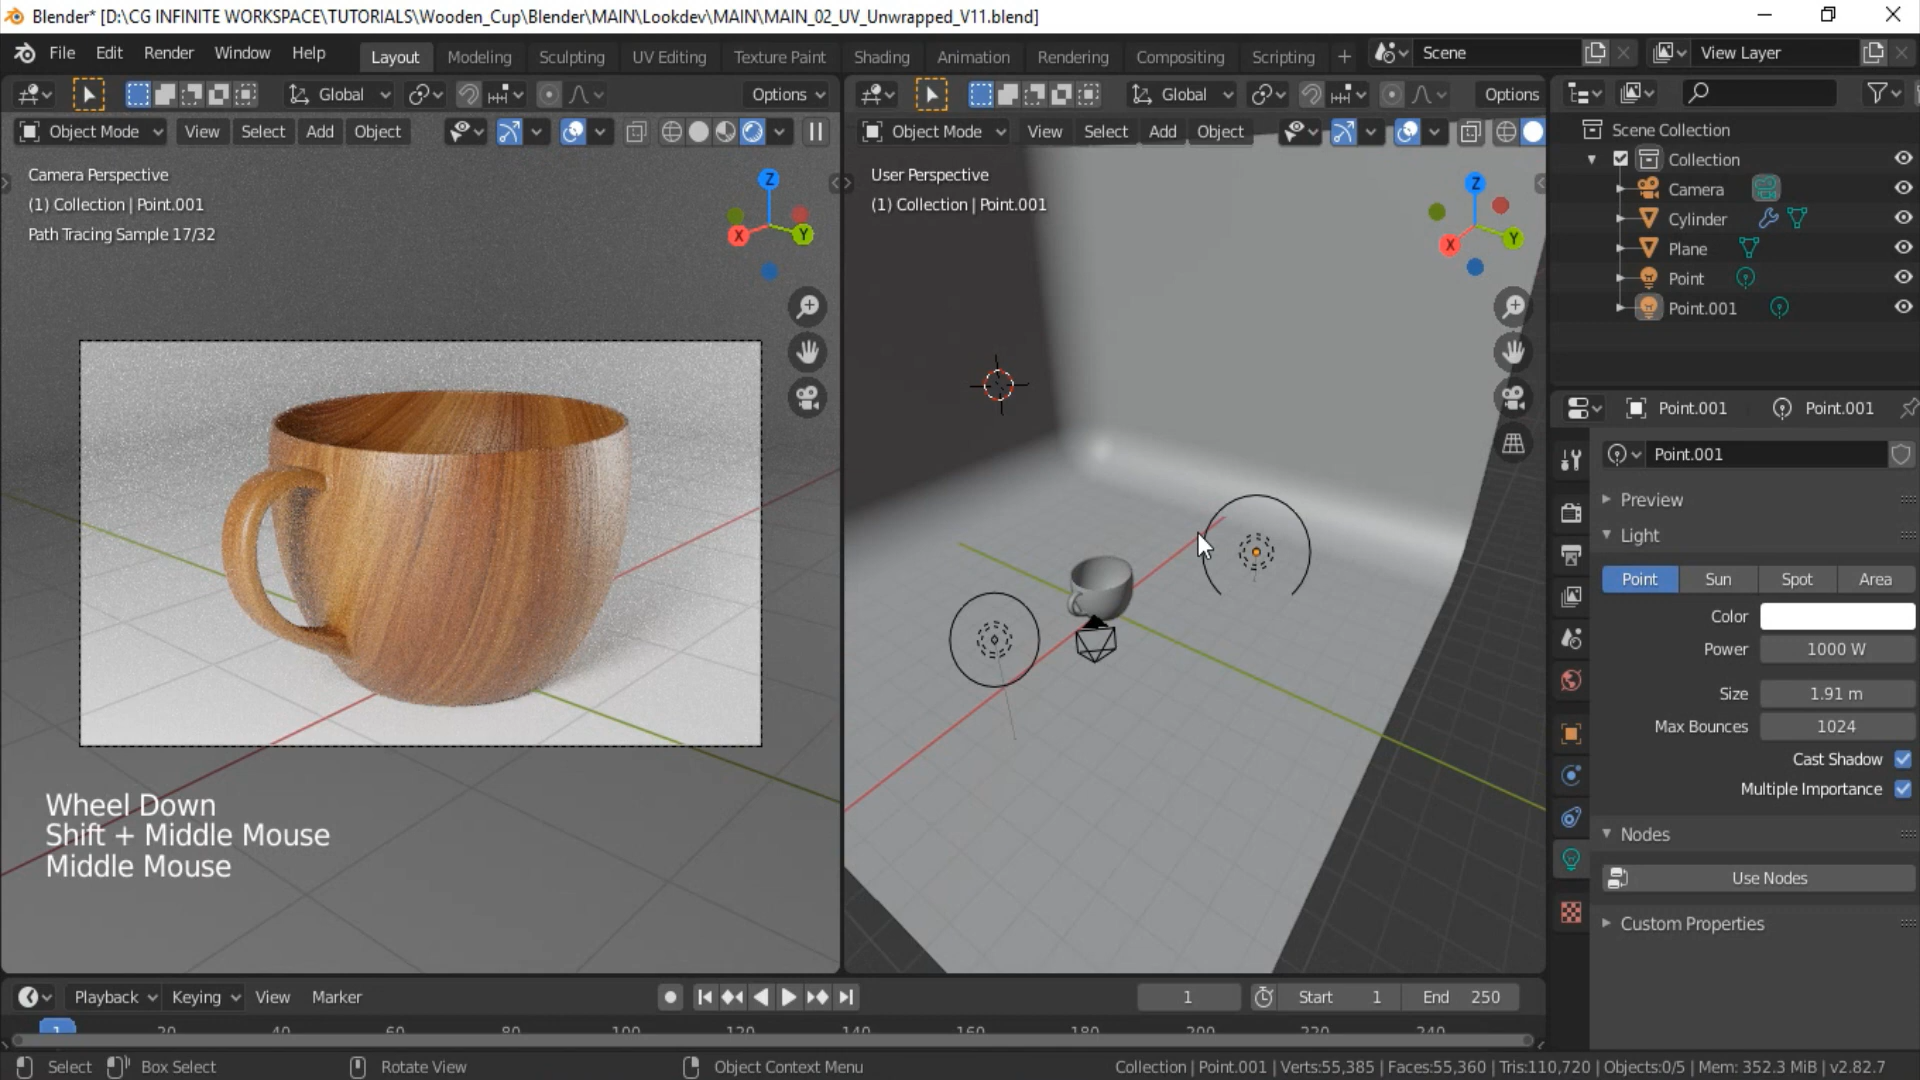 Blender* [D:\CG INFINITE WORKSPACE\TUTORIALS\Wooden_Cup\Blender\MAIN\Lookdev\MAIN\MAIN_02_UV_Unwrapped_V11.blend]
File Edit Render Window Help Layout Modeling Sculpting UV Editing Texture Paint Shading Animation Rendering Compositing Scripting + Scene View Layer
Global Options Global Options
Object Mode View Select Add Object Object Mode View Select Add Object
Scene Collection
Collection
Camera
Cylinder
Plane
Point
Point.001
Camera Perspective
(1) Collection | Point.001
Path Tracing Sample 17/32
Z
X
Y
User Perspective
(1) Collection | Point.001
Z
X
Y
Point.001 Point.001
Point.001
Preview
Light
Point Sun Spot Area
Color
Power 1000 W
Size 1.91 m
Max Bounces 1024
Cast Shadow
Multiple Importance
Nodes
Use Nodes
Custom Properties
Wheel Down
Shift + Middle Mouse
Middle Mouse
Playback Keying View Marker 1 Start 1 End 250
1 20 40 60 80 100 120 140 160 180 200 220 240
Select Box Select Rotate View Object Context Menu Collection | Point.001 | Verts:55,385 | Faces:55,360 | Tris:110,720 | Objects:0/5 | Mem: 352.3 MiB | v2.82.7